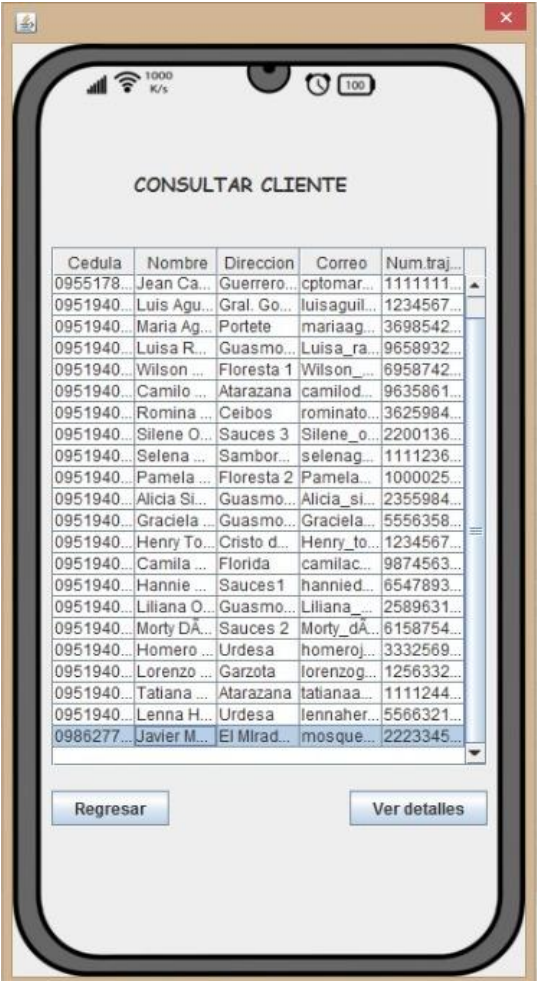 1000
K/s
100
CONSULTAR CLIENTE
Cedula Nombre Direccion Correo Num.traj...
0955178... Jean Ca... Guerrero... cptomar... 1111111...
0951940... Luis Agu... Gral. Go... luisaguil... 1234567...
0951940... Maria Ag... Portete mariaag... 3698542...
0951940... Luisa R... Guasmo... Luisa_ra... 9658932...
0951940... Wilson ... Floresta 1 Wilson_... 6958742...
0951940... Camilo ... Atarazana camilod... 9635861...
0951940... Romina ... Ceibos rominato... 3625984...
0951940... Silene O... Sauces 3 Silene_o... 2200136...
0951940... Selena ... Sambor... selenag... 1111236...
0951940... Pamela ... Floresta 2 Pamela... 1000025...
0951940... Alicia Si... Guasmo... Alicia_si... 2355984...
0951940... Graciela ... Guasmo... Graciela... 5556358...
0951940... Henry To... Cristo d... Henry_to... 1234567...
0951940... Camila ... Florida camilac... 9874563...
0951940... Hannie ... Sauces1 hannied... 6547893...
0951940... Liliana O... Guasmo... Liliana_... 2589631...
0951940... Morty DÃ... Sauces 2 Morty_dÃ... 6158754...
0951940... Homero ... Urdesa homeroj... 3332569...
0951940... Lorenzo ... Garzota lorenzog... 1256332...
0951940... Tatiana ... Atarazana tatianaa... 1111244...
0951940... Lenna H... Urdesa lennaher... 5566321...
0986277... Javier M... El MIrad... mosque... 2223345...
Regresar Ver detalles